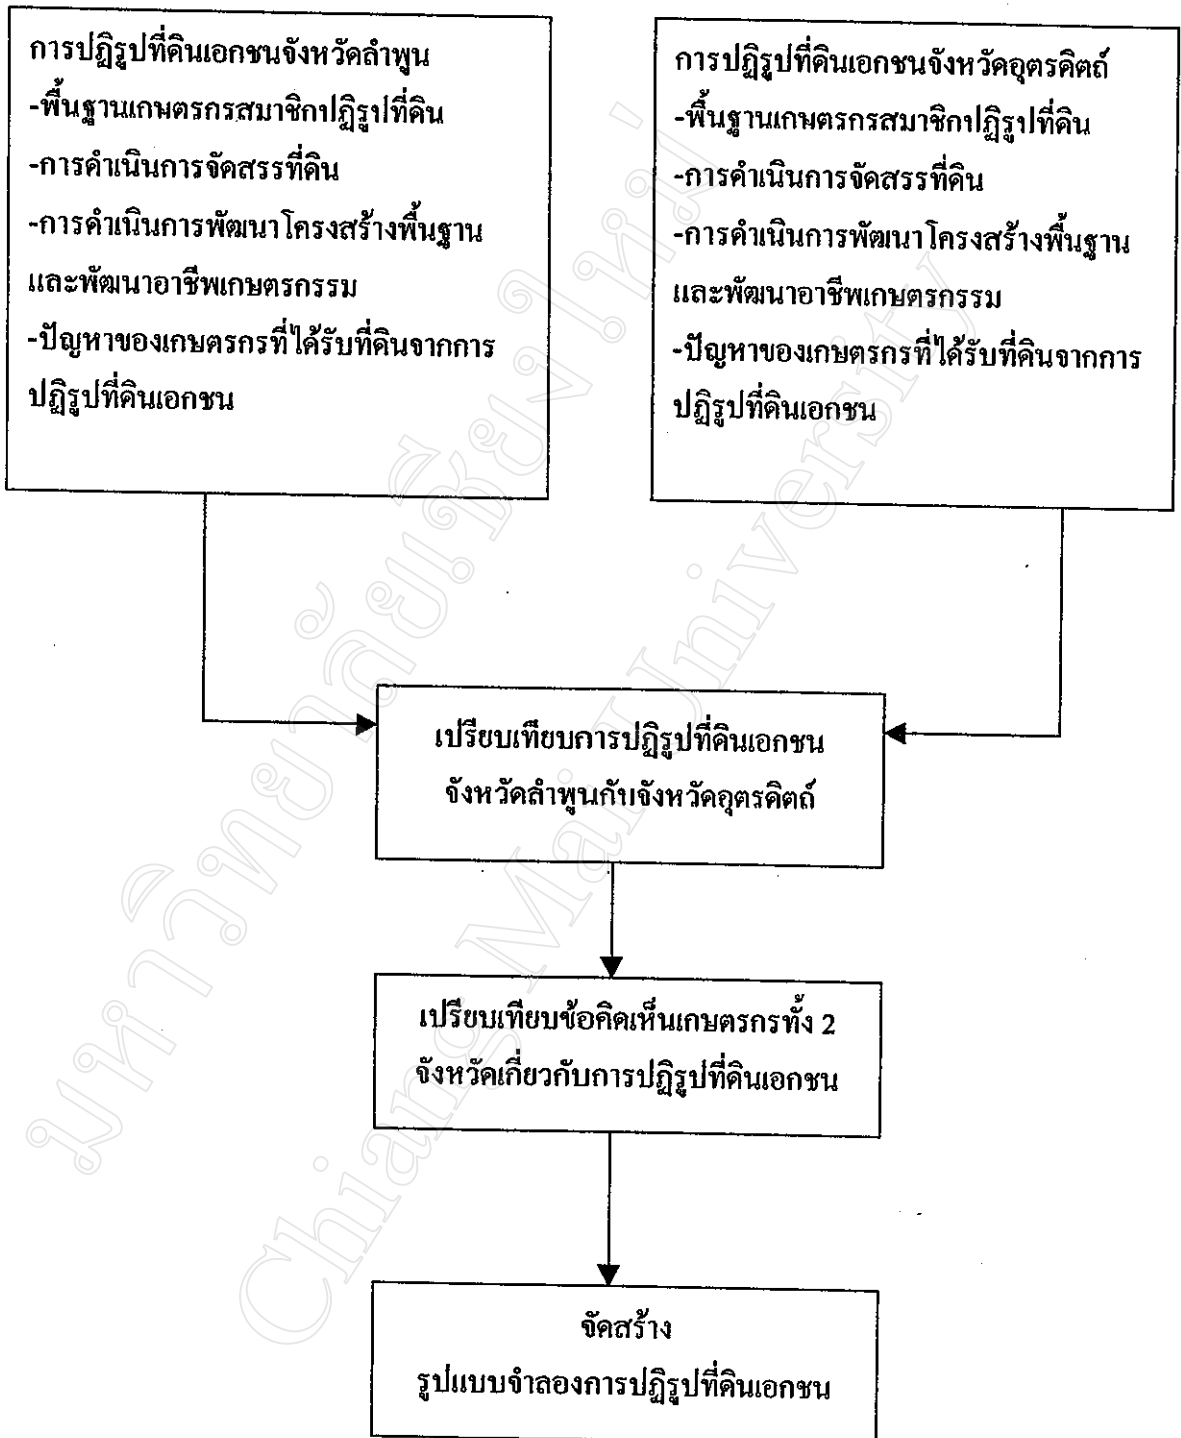 การปฏิรูปที่ดินเอกชนจังหวัดลำพูน
-พื้นฐานเกษตรกรสมาชิกปฏิรูปที่ดิน
-การดำเนินการจัดสรรที่ดิน
-การดำเนินการพัฒนาโครงสร้างพื้นฐาน
และพัฒนาอาชีพเกษตรกรรม
-ปัญหาของเกษตรกรที่ได้รับที่ดินจากการ
ปฏิรูปที่ดินเอกชน
การปฏิรูปที่ดินเอกชนจังหวัดอุตรดิตถ์
-พื้นฐานเกษตรกรสมาชิกปฏิรูปที่ดิน
-การดำเนินการจัดสรรที่ดิน
-การดำเนินการพัฒนาโครงสร้างพื้นฐาน
และพัฒนาอาชีพเกษตรกรรม
-ปัญหาของเกษตรกรที่ได้รับที่ดินจากการ
ปฏิรูปที่ดินเอกชน
เปรียบเทียบการปฏิรูปที่ดินเอกชน
จังหวัดลำพูนกับจังหวัดอุตรดิตถ์
เปรียบเทียบข้อคิดเห็นเกษตรกรทั้ง 2
จังหวัดเกี่ยวกับการปฏิรูปที่ดินเอกชน
จัดสร้าง
รูปแบบจำลองการปฏิรูปที่ดินเอกชน
มหาวิทยาลัยเชียงใหม่
Chiang Mai University